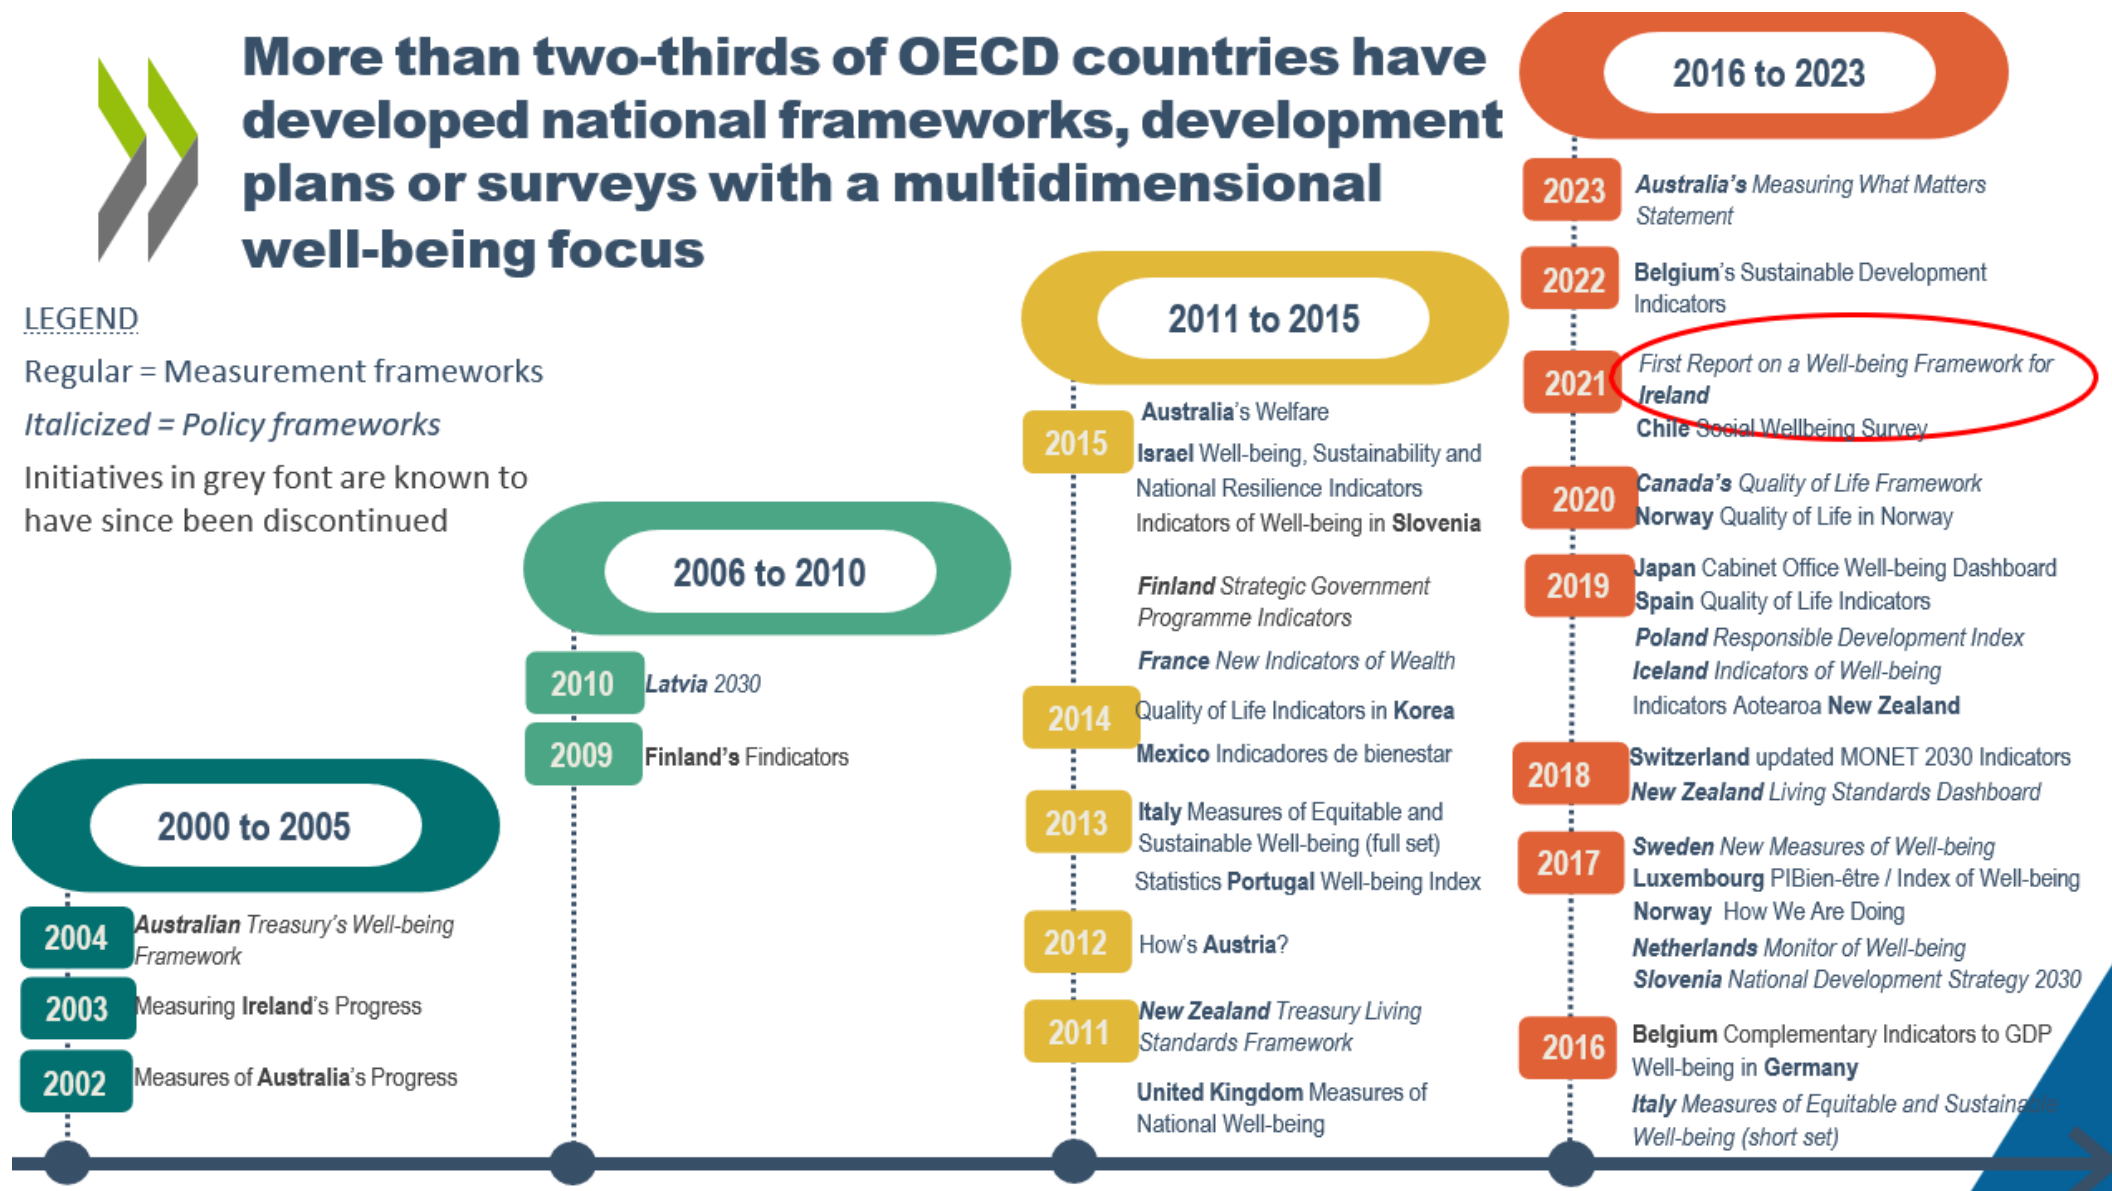 More than two-thirds of OECD countries have
developed national frameworks, development
plans or surveys with a multidimensional
well-being focus
LEGEND
Regular = Measurement frameworks
Italicized = Policy frameworks
Initiatives in grey font are known to
have since been discontinued
2000 to 2005
2004
Australian Treasury's Well-being
Framework
2003
Measuring Ireland's Progress
2002
Measures of Australia's Progress
2006 to 2010
2010
Latvia 2030
2009
Finland's Findicators
2011 to 2015
2015
Australia's Welfare
Israel Well-being, Sustainability and
National Resilience Indicators
Indicators of Well-being in Slovenia
Finland Strategic Government
Programme Indicators
France New Indicators of Wealth
2014
Quality of Life Indicators in Korea
Mexico Indicadores de bienestar
2013
Italy Measures of Equitable and
Sustainable Well-being (full set)
Statistics Portugal Well-being Index
2012
How's Austria?
2011
New Zealand Treasury Living
Standards Framework
United Kingdom Measures of
National Well-being
2016 to 2023
2023
Australia's Measuring What Matters
Statement
2022
Belgium's Sustainable Development
Indicators
2021
First Report on a Well-being Framework for
Ireland
Chile Social Wellbeing Survey
2020
Canada's Quality of Life Framework
Norway Quality of Life in Norway
2019
Japan Cabinet Office Well-being Dashboard
Spain Quality of Life Indicators
Poland Responsible Development Index
Iceland Indicators of Well-being
Indicators Aotearoa New Zealand
2018
Switzerland updated MONET 2030 Indicators
New Zealand Living Standards Dashboard
2017
Sweden New Measures of Well-being
Luxembourg PIBien-être / Index of Well-being
Norway How We Are Doing
Netherlands Monitor of Well-being
Slovenia National Development Strategy 2030
2016
Belgium Complementary Indicators to GDP
Well-being in Germany
Italy Measures of Equitable and Sustainable
Well-being (short set)